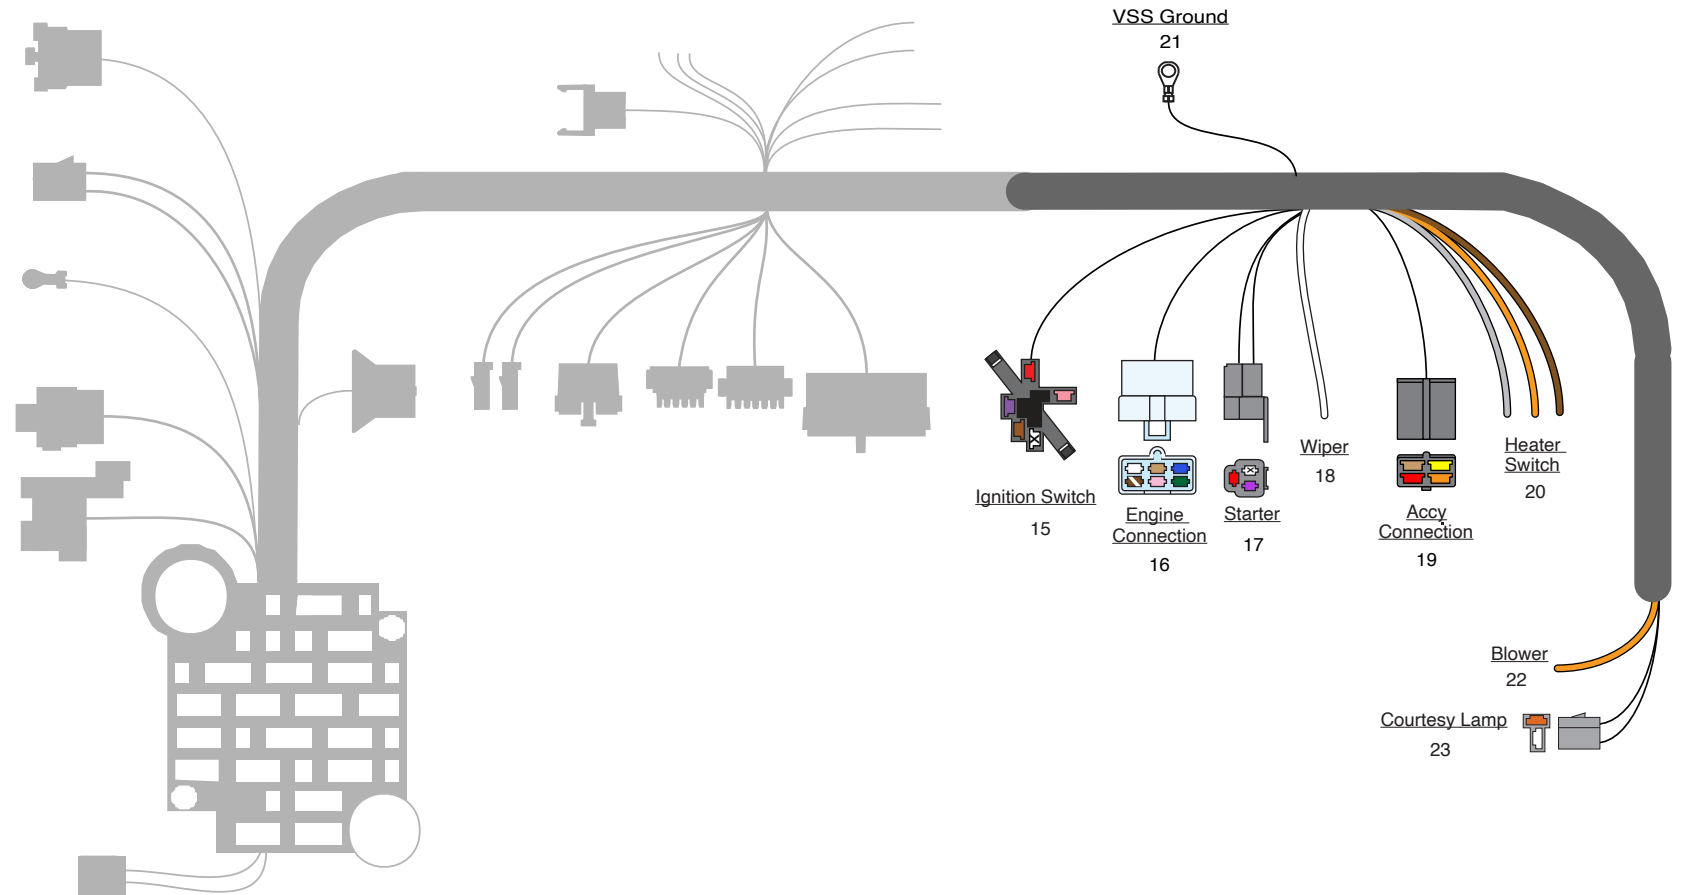 VSS Ground
21
Ignition Switch
15
Engine
Connection
16
Starter
17
Wiper
18
Accy
Connection
19
Heater
Switch
20
Blower
22
Courtesy Lamp
23